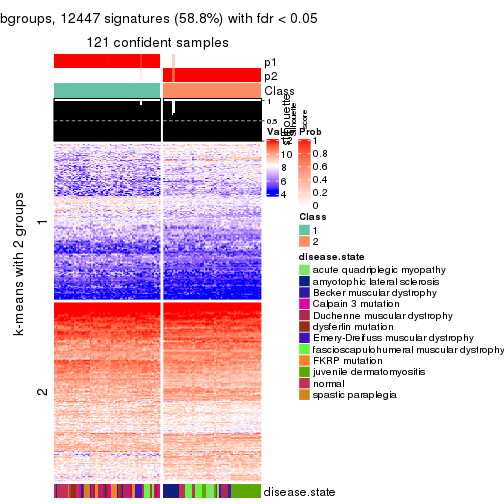 bgroups, 12447 signatures (58.8%) with fdr < 0.05
121 confident samples
p1
p2
Class
1
0.5
silhouette
score
Prob
10
8
6
4
1
0.8
0.6
0.4
0.2
0
Class
1
2
disease.state
acute quadriplegic myopathy
amyotrophic lateral sclerosis
Becker muscular dystrophy
Calpain 3 mutation
Duchenne muscular dystrophy
dysferlin mutation
Emery-Dreifuss muscular dystrophy
fascioscapulohumeral muscular dystrophy
FKRP mutation
juvenile dermatomyositis
normal
spastic paraplegia
k-means with 2 groups
1
2
disease.state